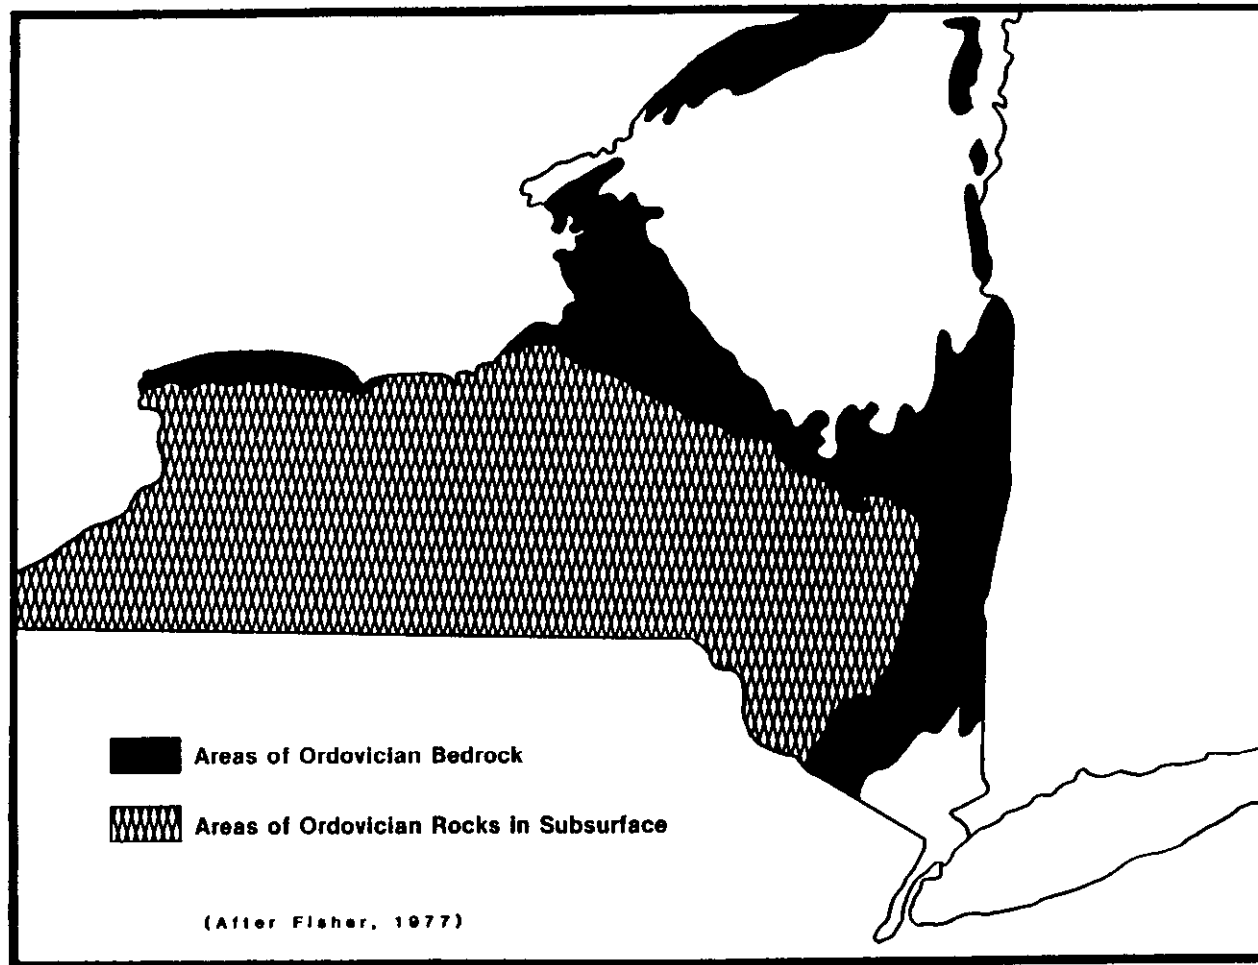 Areas of Ordovician Bedrock
Areas of Ordovician Rocks in Subsurface
(After Fisher, 1977)